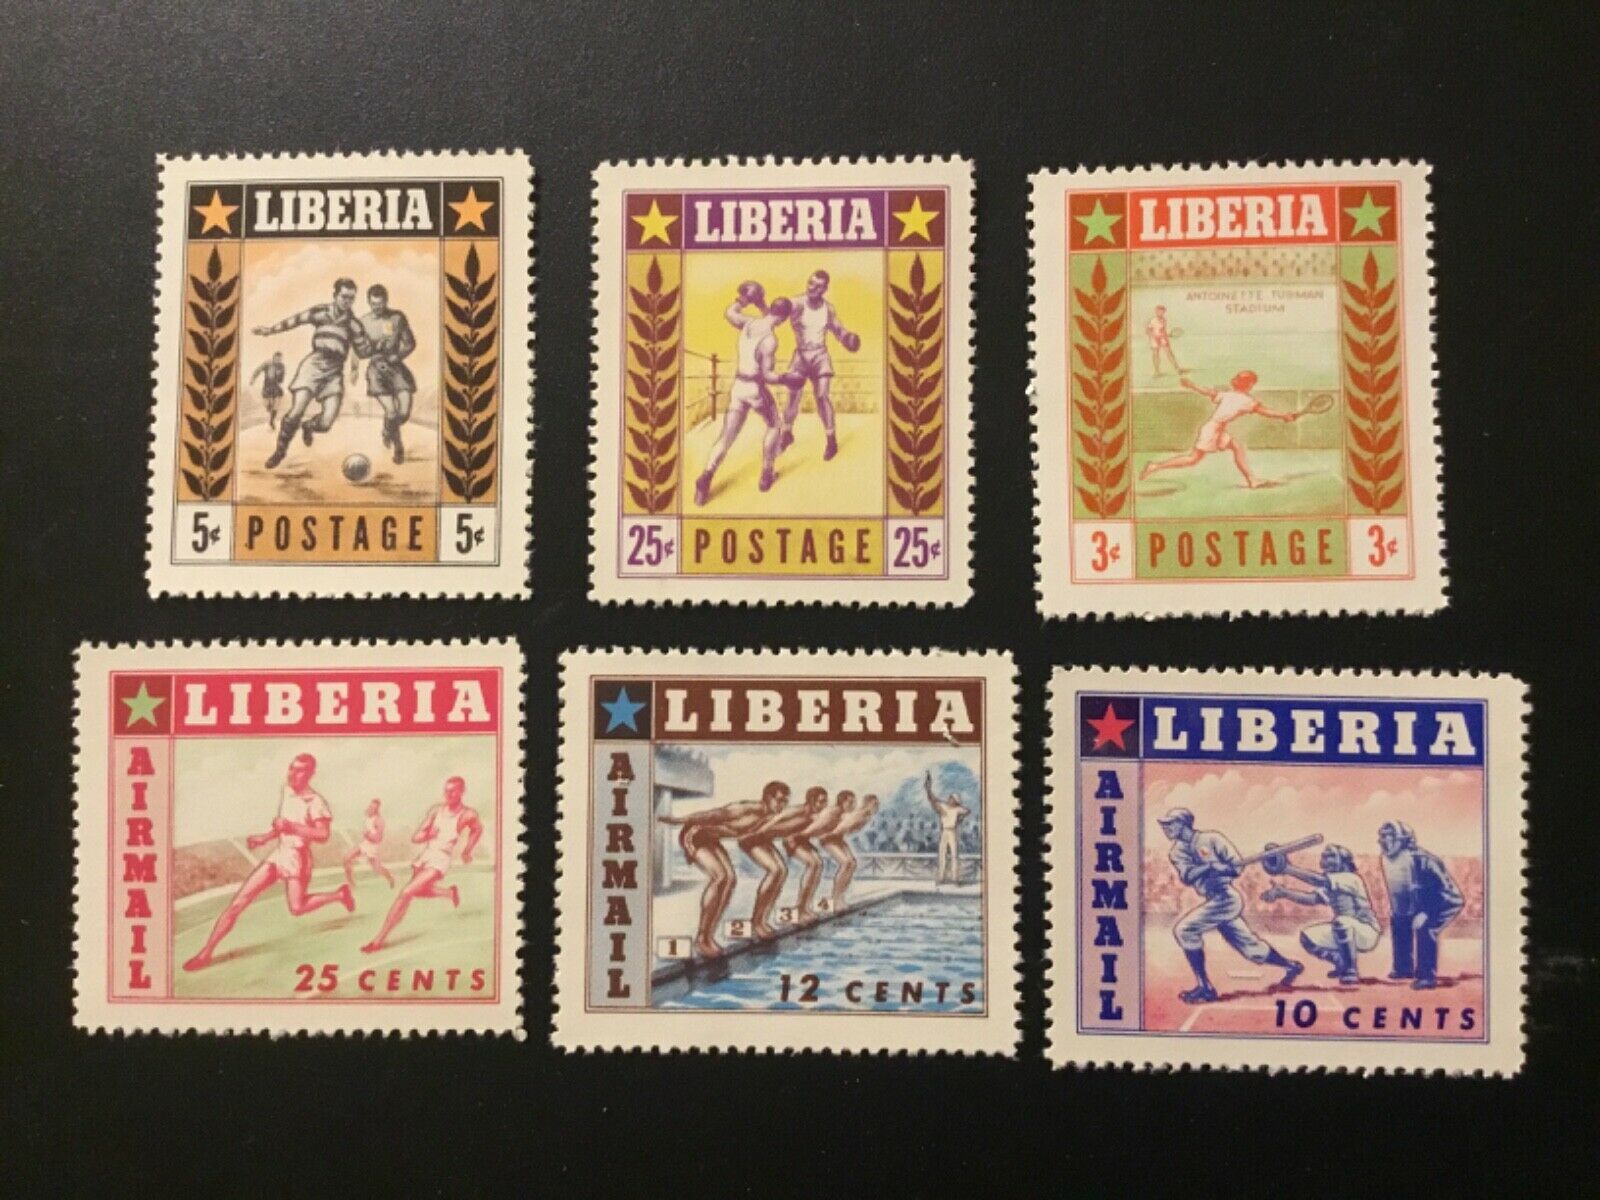 LIBERIA
5¢ POSTAGE 5¢
LIBERIA
25¢ POSTAGE 25¢
LIBERIA
ANTOINETTE TUBMAN
STADIUM
3¢ POSTAGE 3¢
LIBERIA
AIRMAIL
25 CENTS
LIBERIA
AIRMAIL
1 2 3 4
12 CENTS
LIBERIA
AIRMAIL
10 CENTS